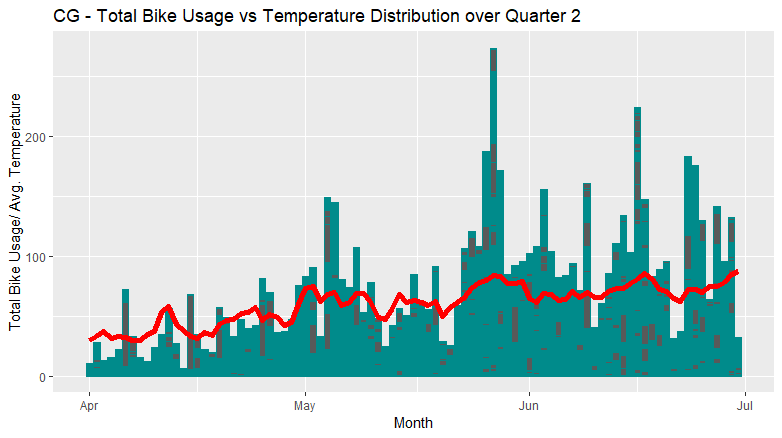 CG - Total Bike Usage vs Temperature Distribution over Quarter 2
Total Bike Usage/ Avg. Temperature
200
100
0
Apr
May
Jun
Jul
Month